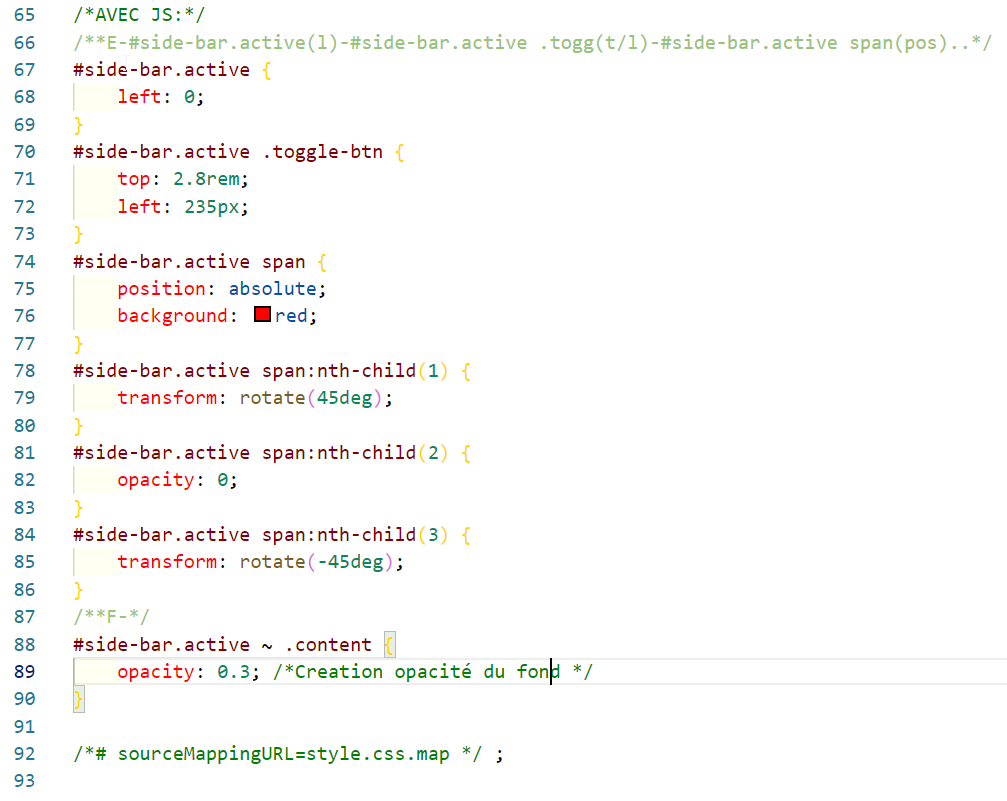 65 /*AVEC JS:*/
66 /**E-#side-bar.active(l)-#side-bar.active .togg(t/l)-#side-bar.active span(pos)..*/
67 #side-bar.active {
68 left: 0;
69 }
70 #side-bar.active .toggle-btn {
71 top: 2.8rem;
72 left: 235px;
73 }
74 #side-bar.active span {
75 position: absolute;
76 background: red;
77 }
78 #side-bar.active span:nth-child(1) {
79 transform: rotate(45deg);
80 }
81 #side-bar.active span:nth-child(2) {
82 opacity: 0;
83 }
84 #side-bar.active span:nth-child(3) {
85 transform: rotate(-45deg);
86 }
87 /**F-*/
88 #side-bar.active ~ .content {
89 opacity: 0.3; /*Creation opacité du fond */
90 }
91
92 /*# sourceMappingURL=style.css.map */ ;
93